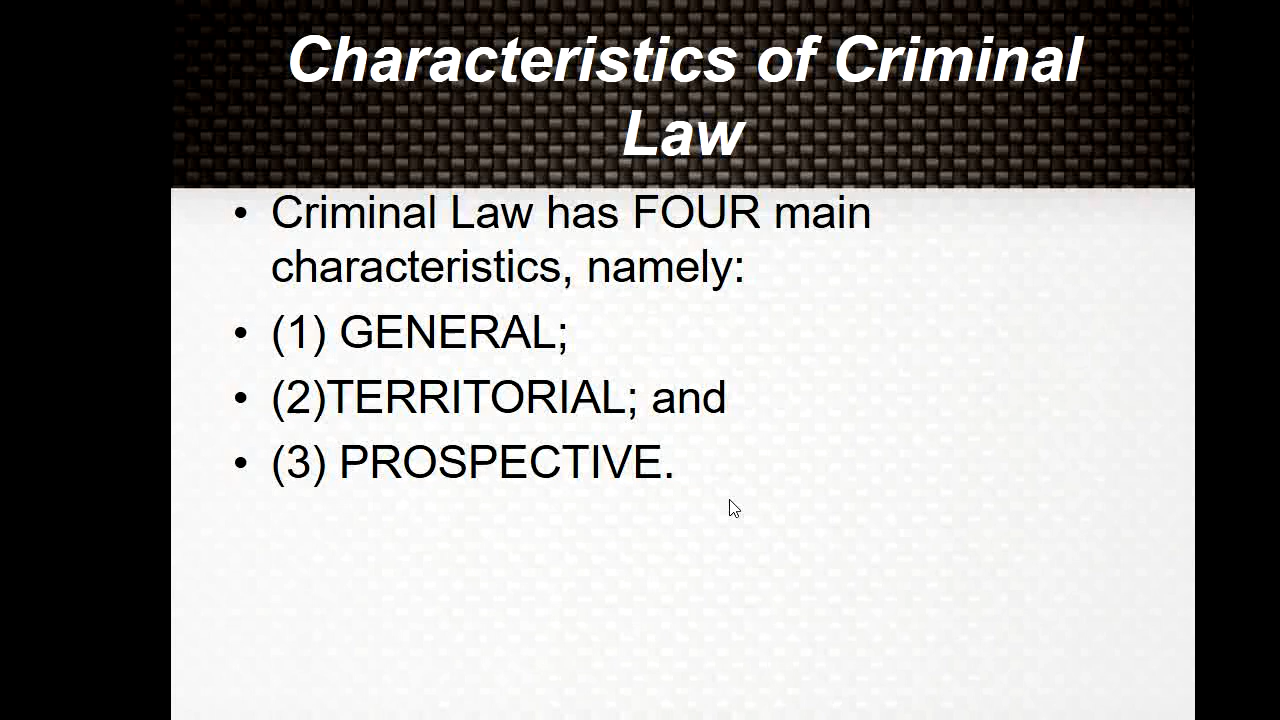 Characteristics of Criminal
Law
• Criminal Law has FOUR main
characteristics, namely:
• (1) GENERAL;
• (2)TERRITORIAL; and
• (3) PROSPECTIVE.